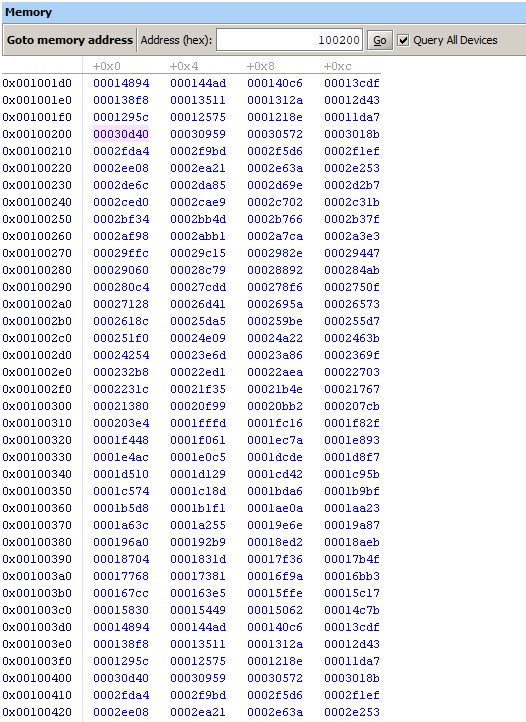 Memory
Goto memory address Address (hex): 100200 Go Query All Devices
+0x0 +0x4 +0x8 +0xc
0x001001d0 00014894 000144ad 000140c6 00013cdf
0x001001e0 000138f8 00013511 0001312a 00012d43
0x001001f0 0001295c 00012575 0001218e 00011da7
0x00100200 00030d40 00030959 00030572 0003018b
0x00100210 0002fda4 0002f9bd 0002f5d6 0002f1ef
0x00100220 0002ee08 0002ea21 0002e63a 0002e253
0x00100230 0002de6c 0002da85 0002d69e 0002d2b7
0x00100240 0002ced0 0002cae9 0002c702 0002c31b
0x00100250 0002bf34 0002bb4d 0002b766 0002b37f
0x00100260 0002af98 0002abb1 0002a7ca 0002a3e3
0x00100270 00029ffc 00029c15 0002982e 00029447
0x00100280 00029060 00028c79 00028892 000284ab
0x00100290 000280c4 00027cdd 000278f6 0002750f
0x001002a0 00027128 00026d41 0002695a 00026573
0x001002b0 0002618c 00025da5 000259be 000255d7
0x001002c0 000251f0 00024e09 00024a22 0002463b
0x001002d0 00024254 00023e6d 00023a86 0002369f
0x001002e0 000232b8 00022ed1 00022aea 00022703
0x001002f0 0002231c 00021f35 00021b4e 00021767
0x00100300 00021380 00020f99 00020bb2 000207cb
0x00100310 000203e4 0001fffd 0001fc16 0001f82f
0x00100320 0001f448 0001f061 0001ec7a 0001e893
0x00100330 0001e4ac 0001e0c5 0001dcde 0001d8f7
0x00100340 0001d510 0001d129 0001cd42 0001c95b
0x00100350 0001c574 0001c18d 0001bda6 0001b9bf
0x00100360 0001b5d8 0001b1f1 0001ae0a 0001aa23
0x00100370 0001a63c 0001a255 00019e6e 00019a87
0x00100380 000196a0 000192b9 00018ed2 00018aeb
0x00100390 00018704 0001831d 00017f36 00017b4f
0x001003a0 00017768 00017381 00016f9a 00016bb3
0x001003b0 000167cc 000163e5 00015ffe 00015c17
0x001003c0 00015830 00015449 00015062 00014c7b
0x001003d0 00014894 000144ad 000140c6 00013cdf
0x001003e0 000138f8 00013511 0001312a 00012d43
0x001003f0 0001295c 00012575 0001218e 00011da7
0x00100400 00030d40 00030959 00030572 0003018b
0x00100410 0002fda4 0002f9bd 0002f5d6 0002f1ef
0x00100420 0002ee08 0002ea21 0002e63a 0002e253